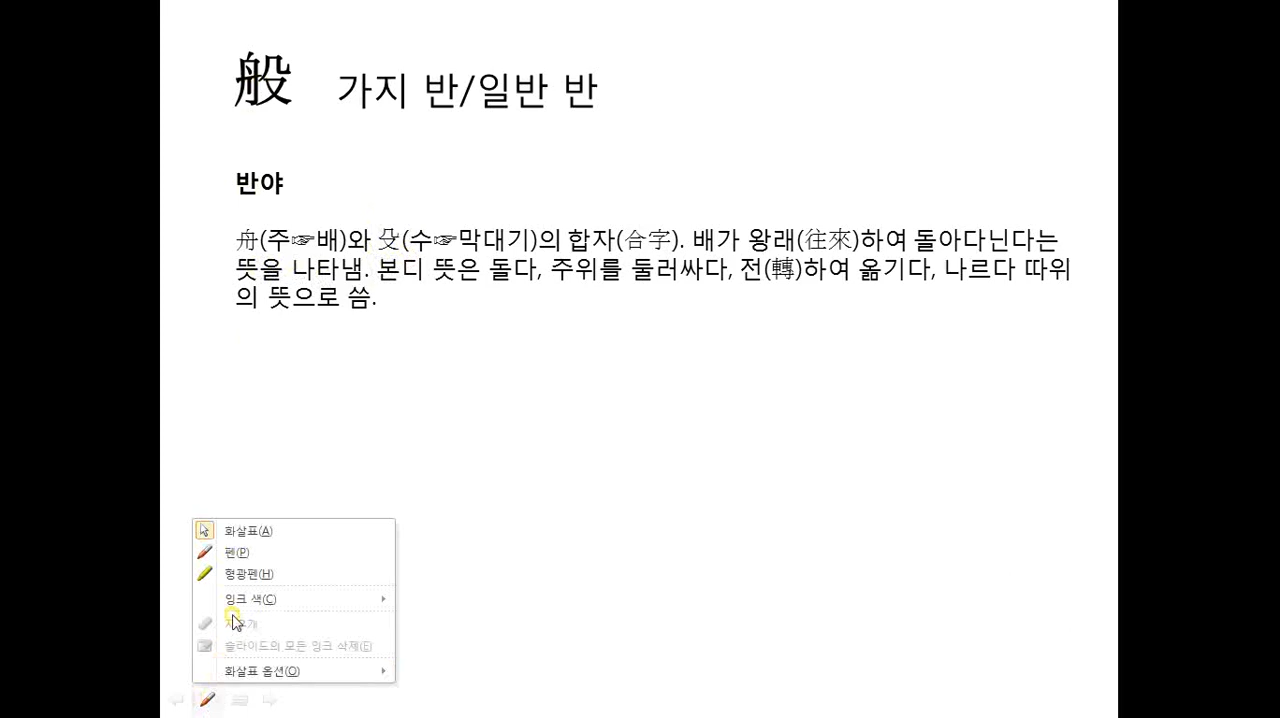 般 가지 반/일반 반
반야
舟(주☞배)와 殳(수☞막대기)의 합자(合字). 배가 왕래(往來)하여 돌아다닌다는
뜻을 나타냄. 본디 뜻은 돌다, 주위를 둘러싸다, 전(轉)하여 옮기다, 나르다 따위
의 뜻으로 씀.
화살표(A)
펜(P)
형광펜(H)
잉크 색(C)
슬라이드의 모든 잉크 삭제(E)
화살표 옵션(O)